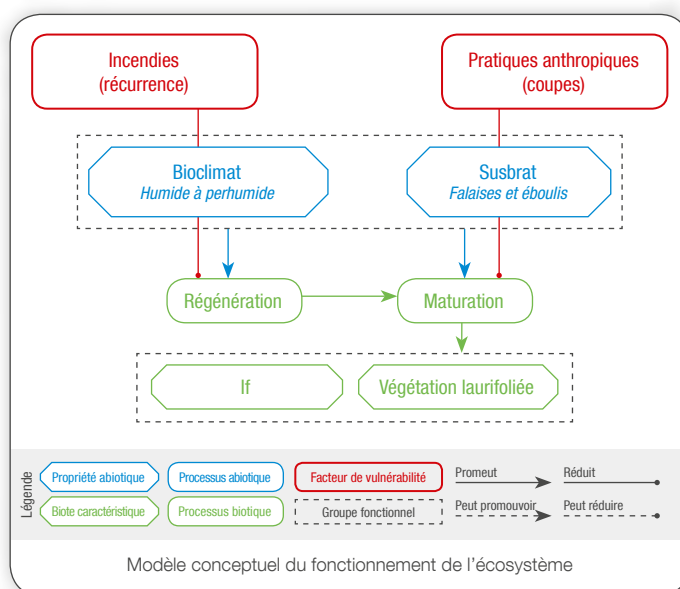 Incendies
(récurrence)
Pratiques anthropiques
(coupes)
Bioclimat
Humide à perhumide
Susbrat
Falaises et éboulis
Régénération
Maturation
If
Végétation laurifoliée
Légende
Propriété abiotique
Processus abiotique
Facteur de vulnérabilité
Promeut
Réduit
Biote caractéristique
Processus biotique
Groupe fonctionnel
Peut promouvoir
Peut réduire
Modèle conceptuel du fonctionnement de l'écosystème